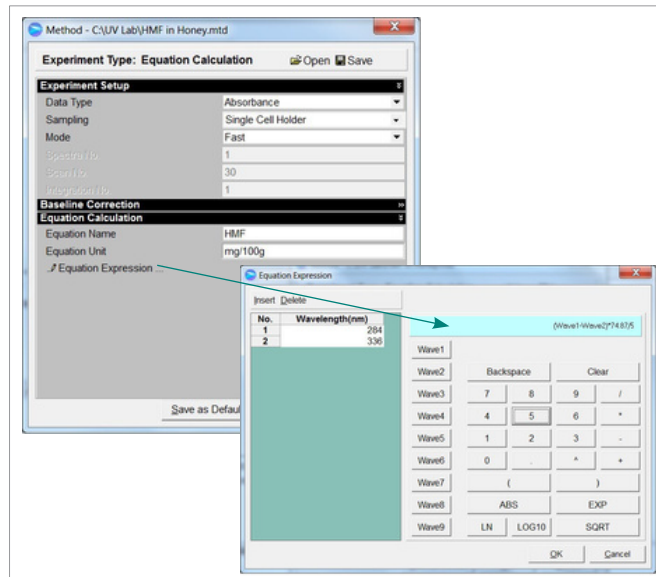 Method - C:\UV Lab\HMF in Honey.mtd
Experiment Type: Equation Calculation Open Save
Experiment Setup
Data Type Absorbance
Sampling Single Cell Holder
Mode Fast
Spectra No. 1
Scan No. 30
Integration No. 1
Baseline Correction
Equation Calculation
Equation Name HMF
Equation Unit mg/100g
Equation Expression ...
Save as Defaul
Equation Expression
Insert Delete
No. Wavelength(nm)
1 284
2 336
(Wave1-Wave2)*74.87/5
Wave1
Wave2 Backspace Clear
Wave3 7 8 9 /
Wave4 4 5 6 *
Wave5 1 2 3 -
Wave6 0 . ^ +
Wave7 ( )
Wave8 ABS EXP
Wave9 LN LOG10 SQRT
OK Cancel